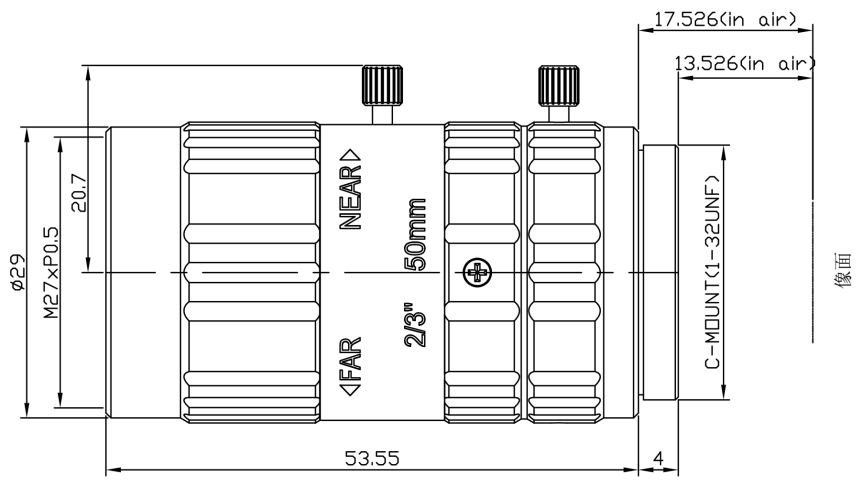 17.526(in air)
13.526(in air)
20.7
NEAR▷
50mm
ø29
M27xP0.5
C-MOUNT(1-32UNF)
像面
2/3"
◁FAR
53.55
4